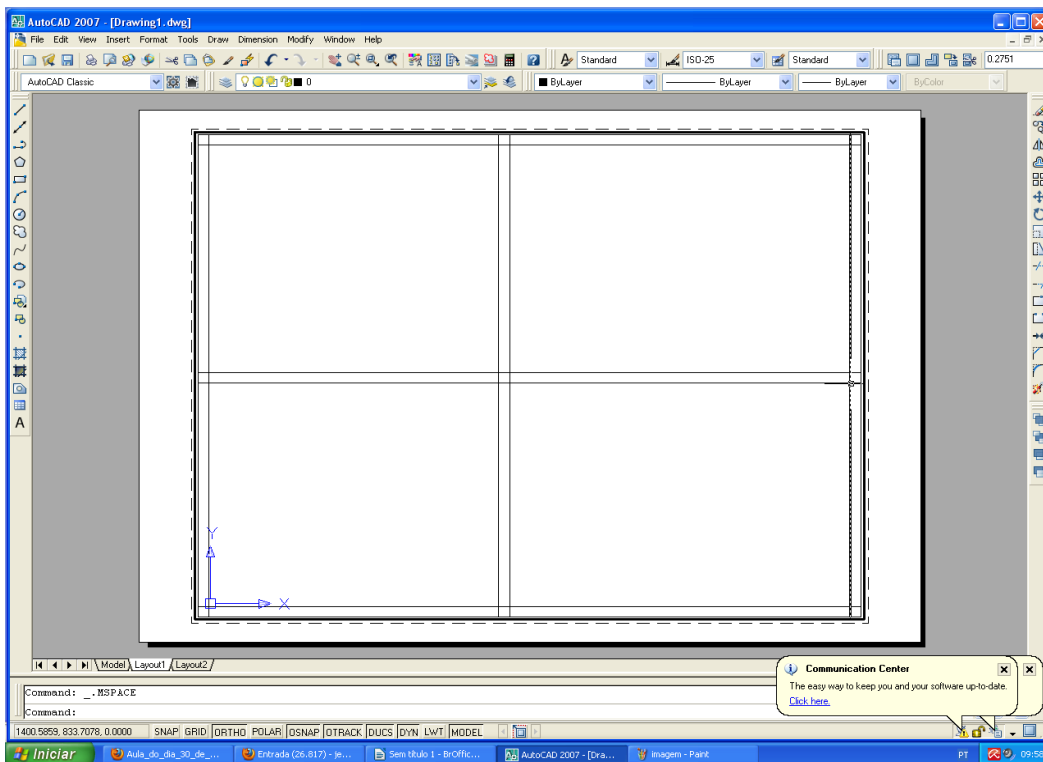 AutoCAD 2007 - [Drawing1.dwg]
File Edit View Insert Format Tools Draw Dimension Modify Window Help
Standard ISO-25 Standard 0.2751
AutoCAD Classic 0 ByLayer ByLayer ByLayer ByColor
A
Y
X
Model Layout1 Layout2
Communication Center
The easy way to keep you and your software up-to-date.
Click here.
Command: _.MSPACE
Command:
1400.5859, 833.7078, 0.0000 SNAP GRID ORTHO POLAR OSNAP OTRACK DUCS DYN LWT MODEL
Iniciar Aula_do_dia_30_de_... Entrada (26.817) - je... Sem título 1 - BrOffic... AutoCAD 2007 - [Dra... imagem - Paint PT 09:58